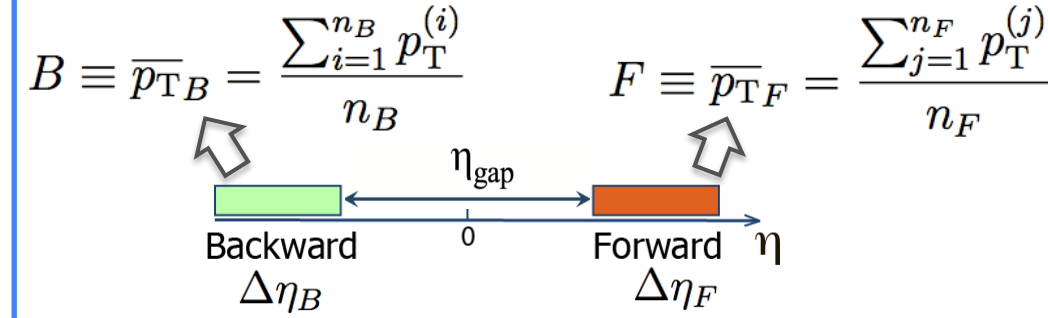 B ≡ \overline{p_T}_B = \frac{\sum_{i=1}^{n_B} p_T^{(i)}}{n_B}
F ≡ \overline{p_T}_F = \frac{\sum_{j=1}^{n_F} p_T^{(j)}}{n_F}
η_gap
0
Backward
Forward
η
Δη_B
Δη_F